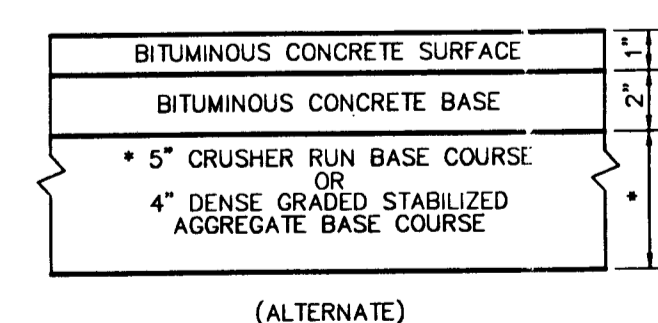 BITUMINOUS CONCRETE SURFACE
1"
BITUMINOUS CONCRETE BASE
2"
* 5" CRUSHER RUN BASE COURSE
OR
4" DENSE GRADED STABILIZED
AGGREGATE BASE COURSE
*
(ALTERNATE)